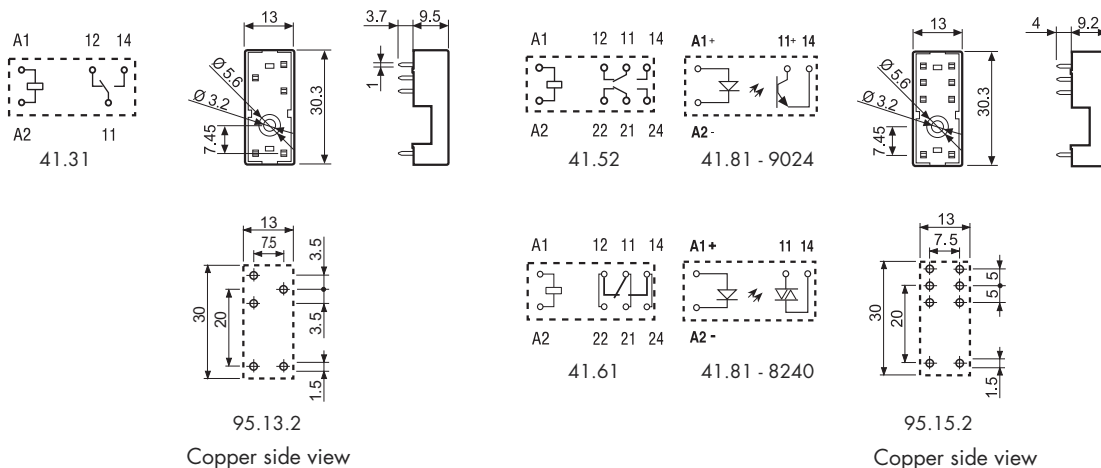 13
3.7 9.5
A1 12 14
Ø 5.6
Ø 3.2
7.45
30.3
1
A2 11
41.31
A1 12 11 14
A2 22 21 24
41.52
A1+ 11+ 14
A2-
41.81 - 9024
13
4 9.2
Ø 5.6
Ø 3.2
7.45
30.3
13
7.5
3.5
30
20
3.5
1.5
95.13.2
Copper side view
A1 12 11 14
A2 22 21 24
41.61
A1 + 11 14
A2 -
41.81 - 8240
13
7.5
5
5
30
20
1.5
95.15.2
Copper side view